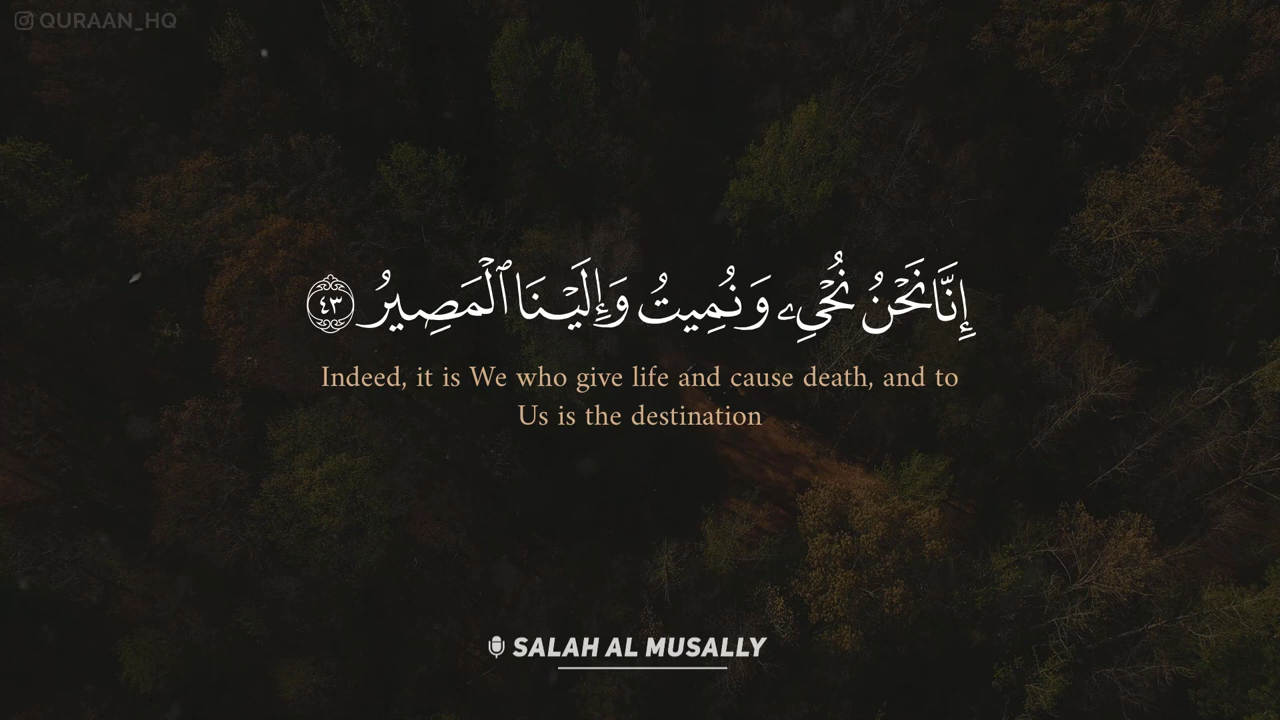 QURAAN_HQ
إِنَّا نَحْنُ نُحْىِۦ وَنُمِيتُ وَإِلَيْنَا ٱلْمَصِيرُ ٤٣
Indeed, it is We who give life and cause death, and to
Us is the destination
SALAH AL MUSALLY